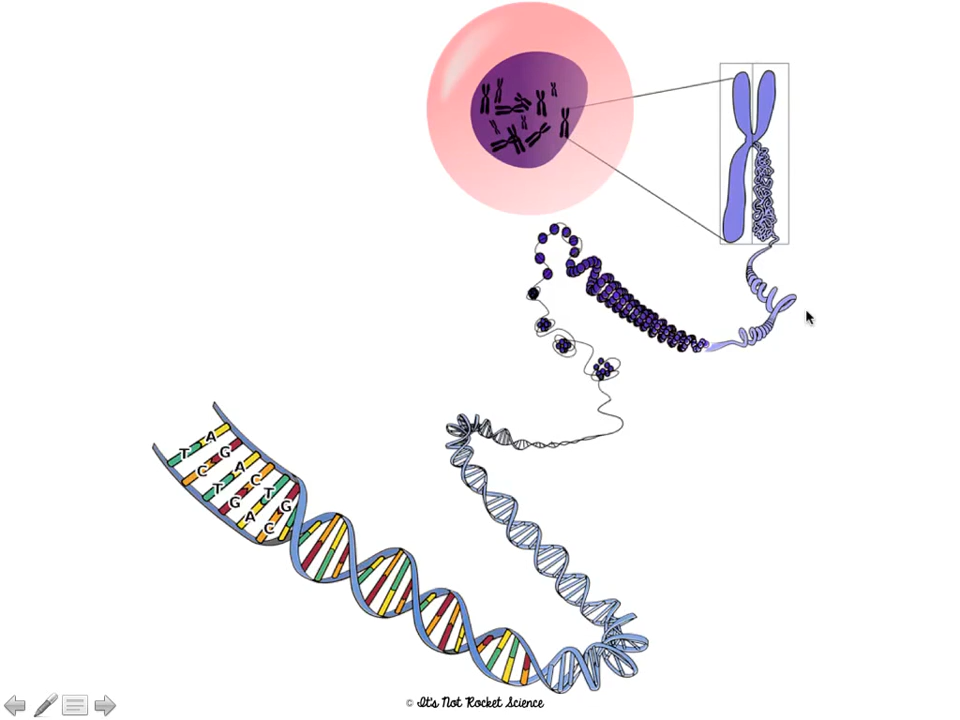 T A
C G
T A
G C
A T
C G
© It's Not Rocket Science